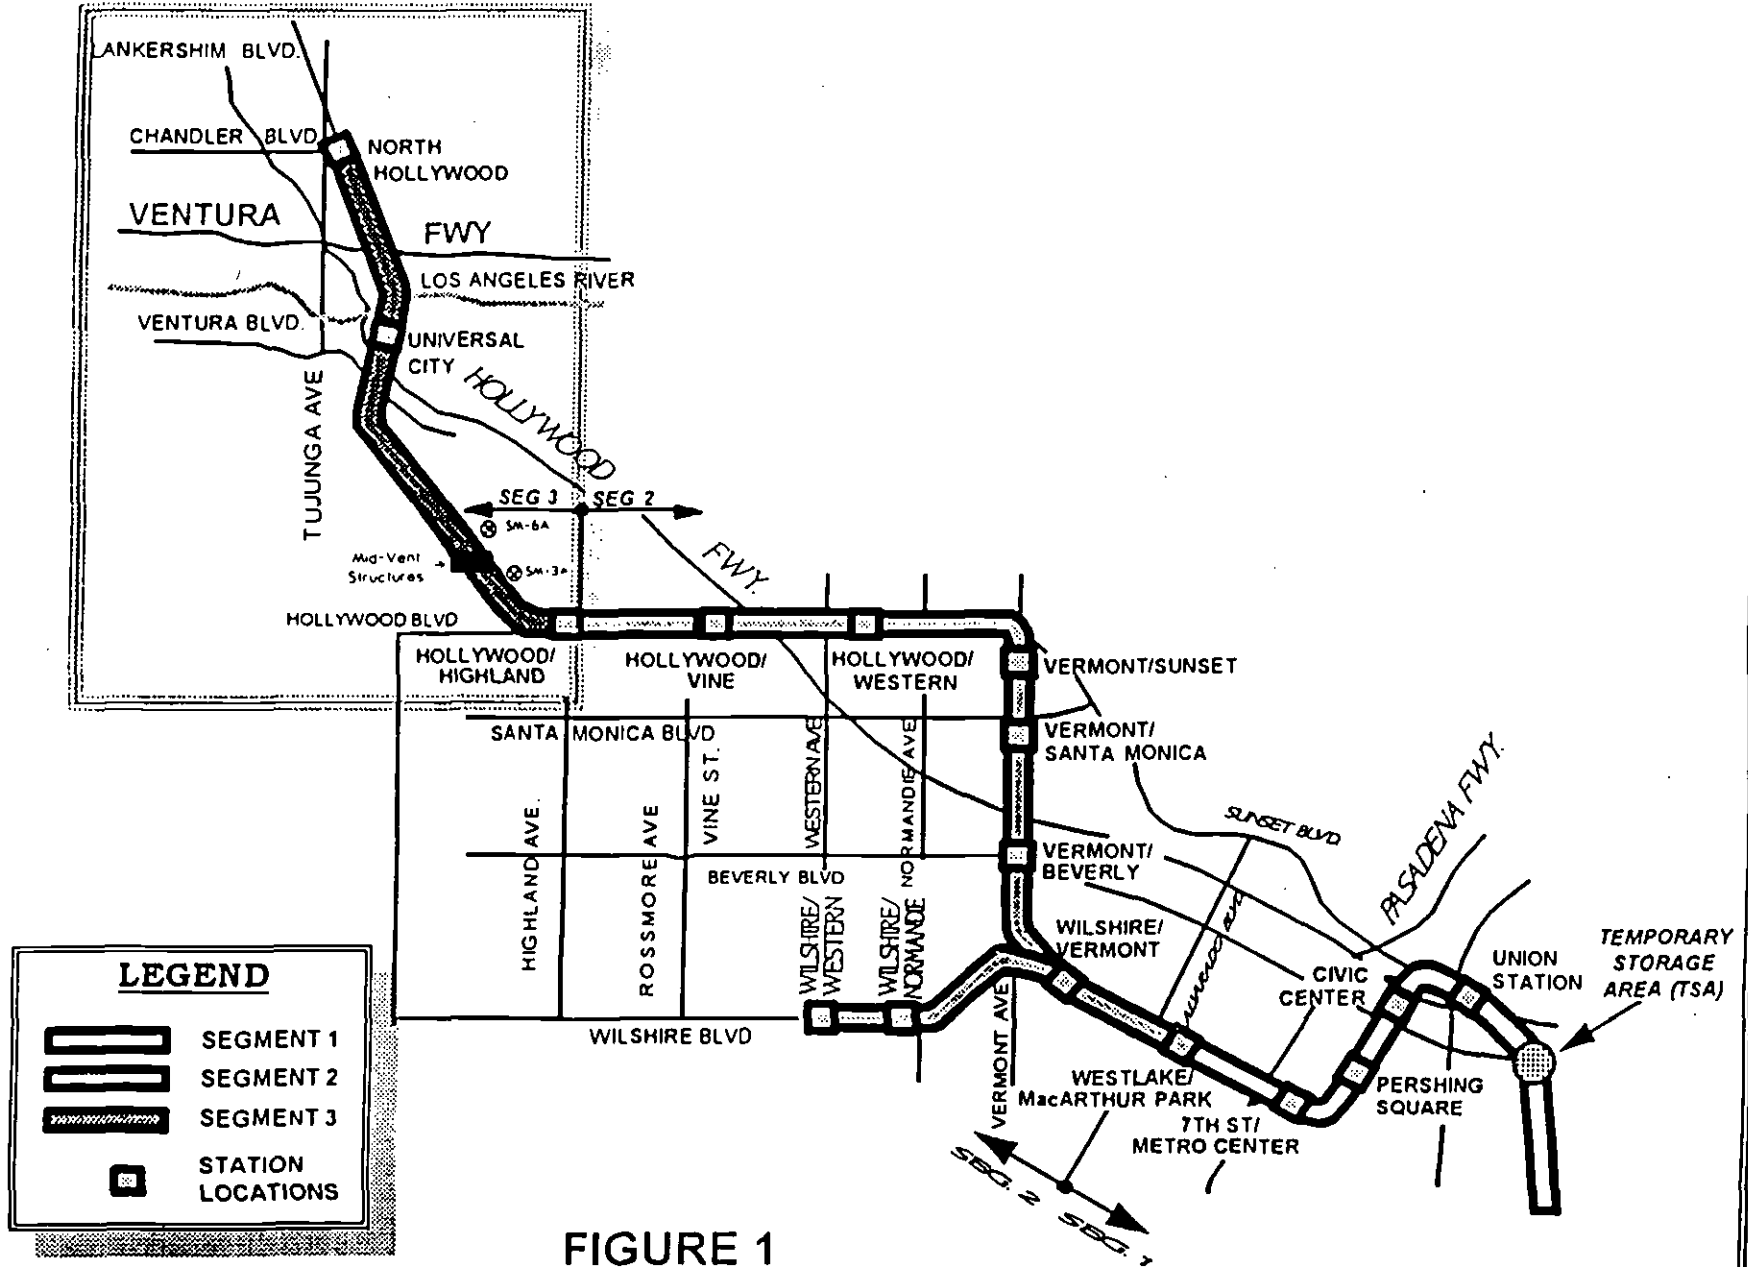 LANKERSHIM BLVD.
CHANDLER BLVD
NORTH
HOLLYWOOD
VENTURA FWY
LOS ANGELES RIVER
VENTURA BLVD.
UNIVERSAL
CITY
TUJUNGA AVE
HOLLYWOOD
FWY.
SEG 3
SEG 2
SM-6A
Mid-Vent
Structures
SM-3A
HOLLYWOOD BLVD
HOLLYWOOD/
HIGHLAND
HOLLYWOOD/
VINE
HOLLYWOOD/
WESTERN
VERMONT/SUNSET
SANTA MONICA BLVD
VERMONT/
SANTA MONICA
HIGHLAND AVE.
ROSSMORE AVE
VINE ST.
WESTERN AVE
NORMANDIE AVE
BEVERLY BLVD
VERMONT/
BEVERLY
SUNSET BLVD
PASADENA FWY.
WILSHIRE/
WESTERN
WILSHIRE/
NORMANDE
WILSHIRE/
VERMONT
CIVIC
CENTER
UNION
STATION
TEMPORARY
STORAGE
AREA (TSA)
WILSHIRE BLVD
VERMONT AVE
WESTLAKE/
MacARTHUR PARK
7TH ST/
METRO CENTER
PERSHING
SQUARE
SEG. 2
SEG. 1
LEGEND
SEGMENT 1
SEGMENT 2
SEGMENT 3
STATION
LOCATIONS
FIGURE 1